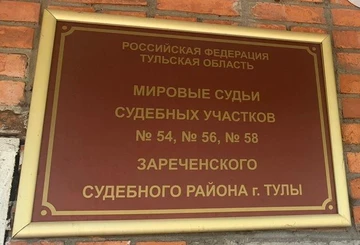 РОССИЙСКАЯ ФЕДЕРАЦИЯ
ТУЛЬСКАЯ ОБЛАСТЬ
МИРОВЫЕ СУДЬИ
СУДЕБНЫХ УЧАСТКОВ
№ 54, № 56, № 58
ЗАРЕЧЕНСКОГО
СУДЕБНОГО РАЙОНА г. ТУЛЫ